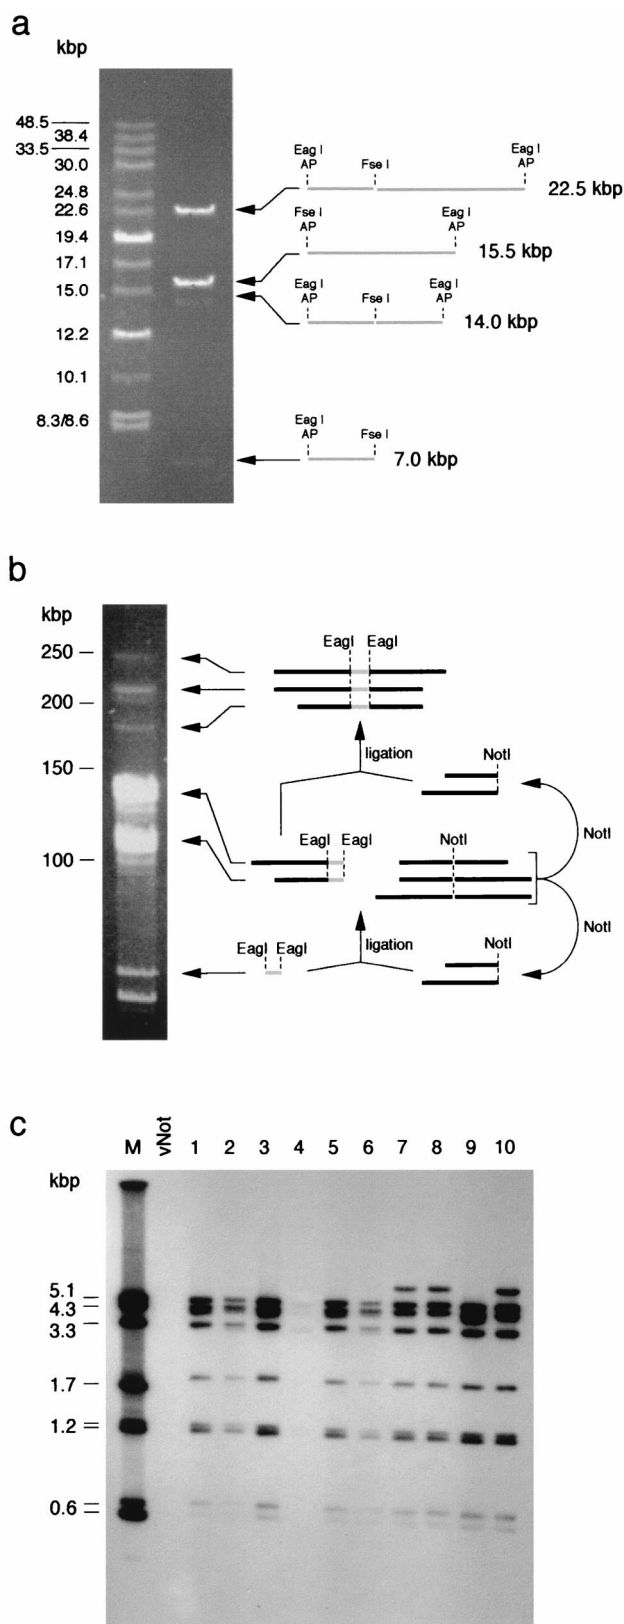 a
kbp
48.5
38.4
33.5
30.0
24.8
22.6
19.4
17.1
15.0
12.2
10.1
8.3/8.6
Eag I Eag I
AP Fse I AP
22.5 kbp
Fse I Eag I
AP AP
15.5 kbp
Eag I Eag I
AP Fse I AP
14.0 kbp
Eag I
AP Fse I
7.0 kbp
b
kbp
250
200
150
100
EagI EagI
ligation
NotI
NotI
EagI EagI
NotI
EagI EagI
ligation
NotI
NotI
c
M vNot 1 2 3 4 5 6 7 8 9 10
kbp
5.1
4.3
3.3
1.7
1.2
0.6